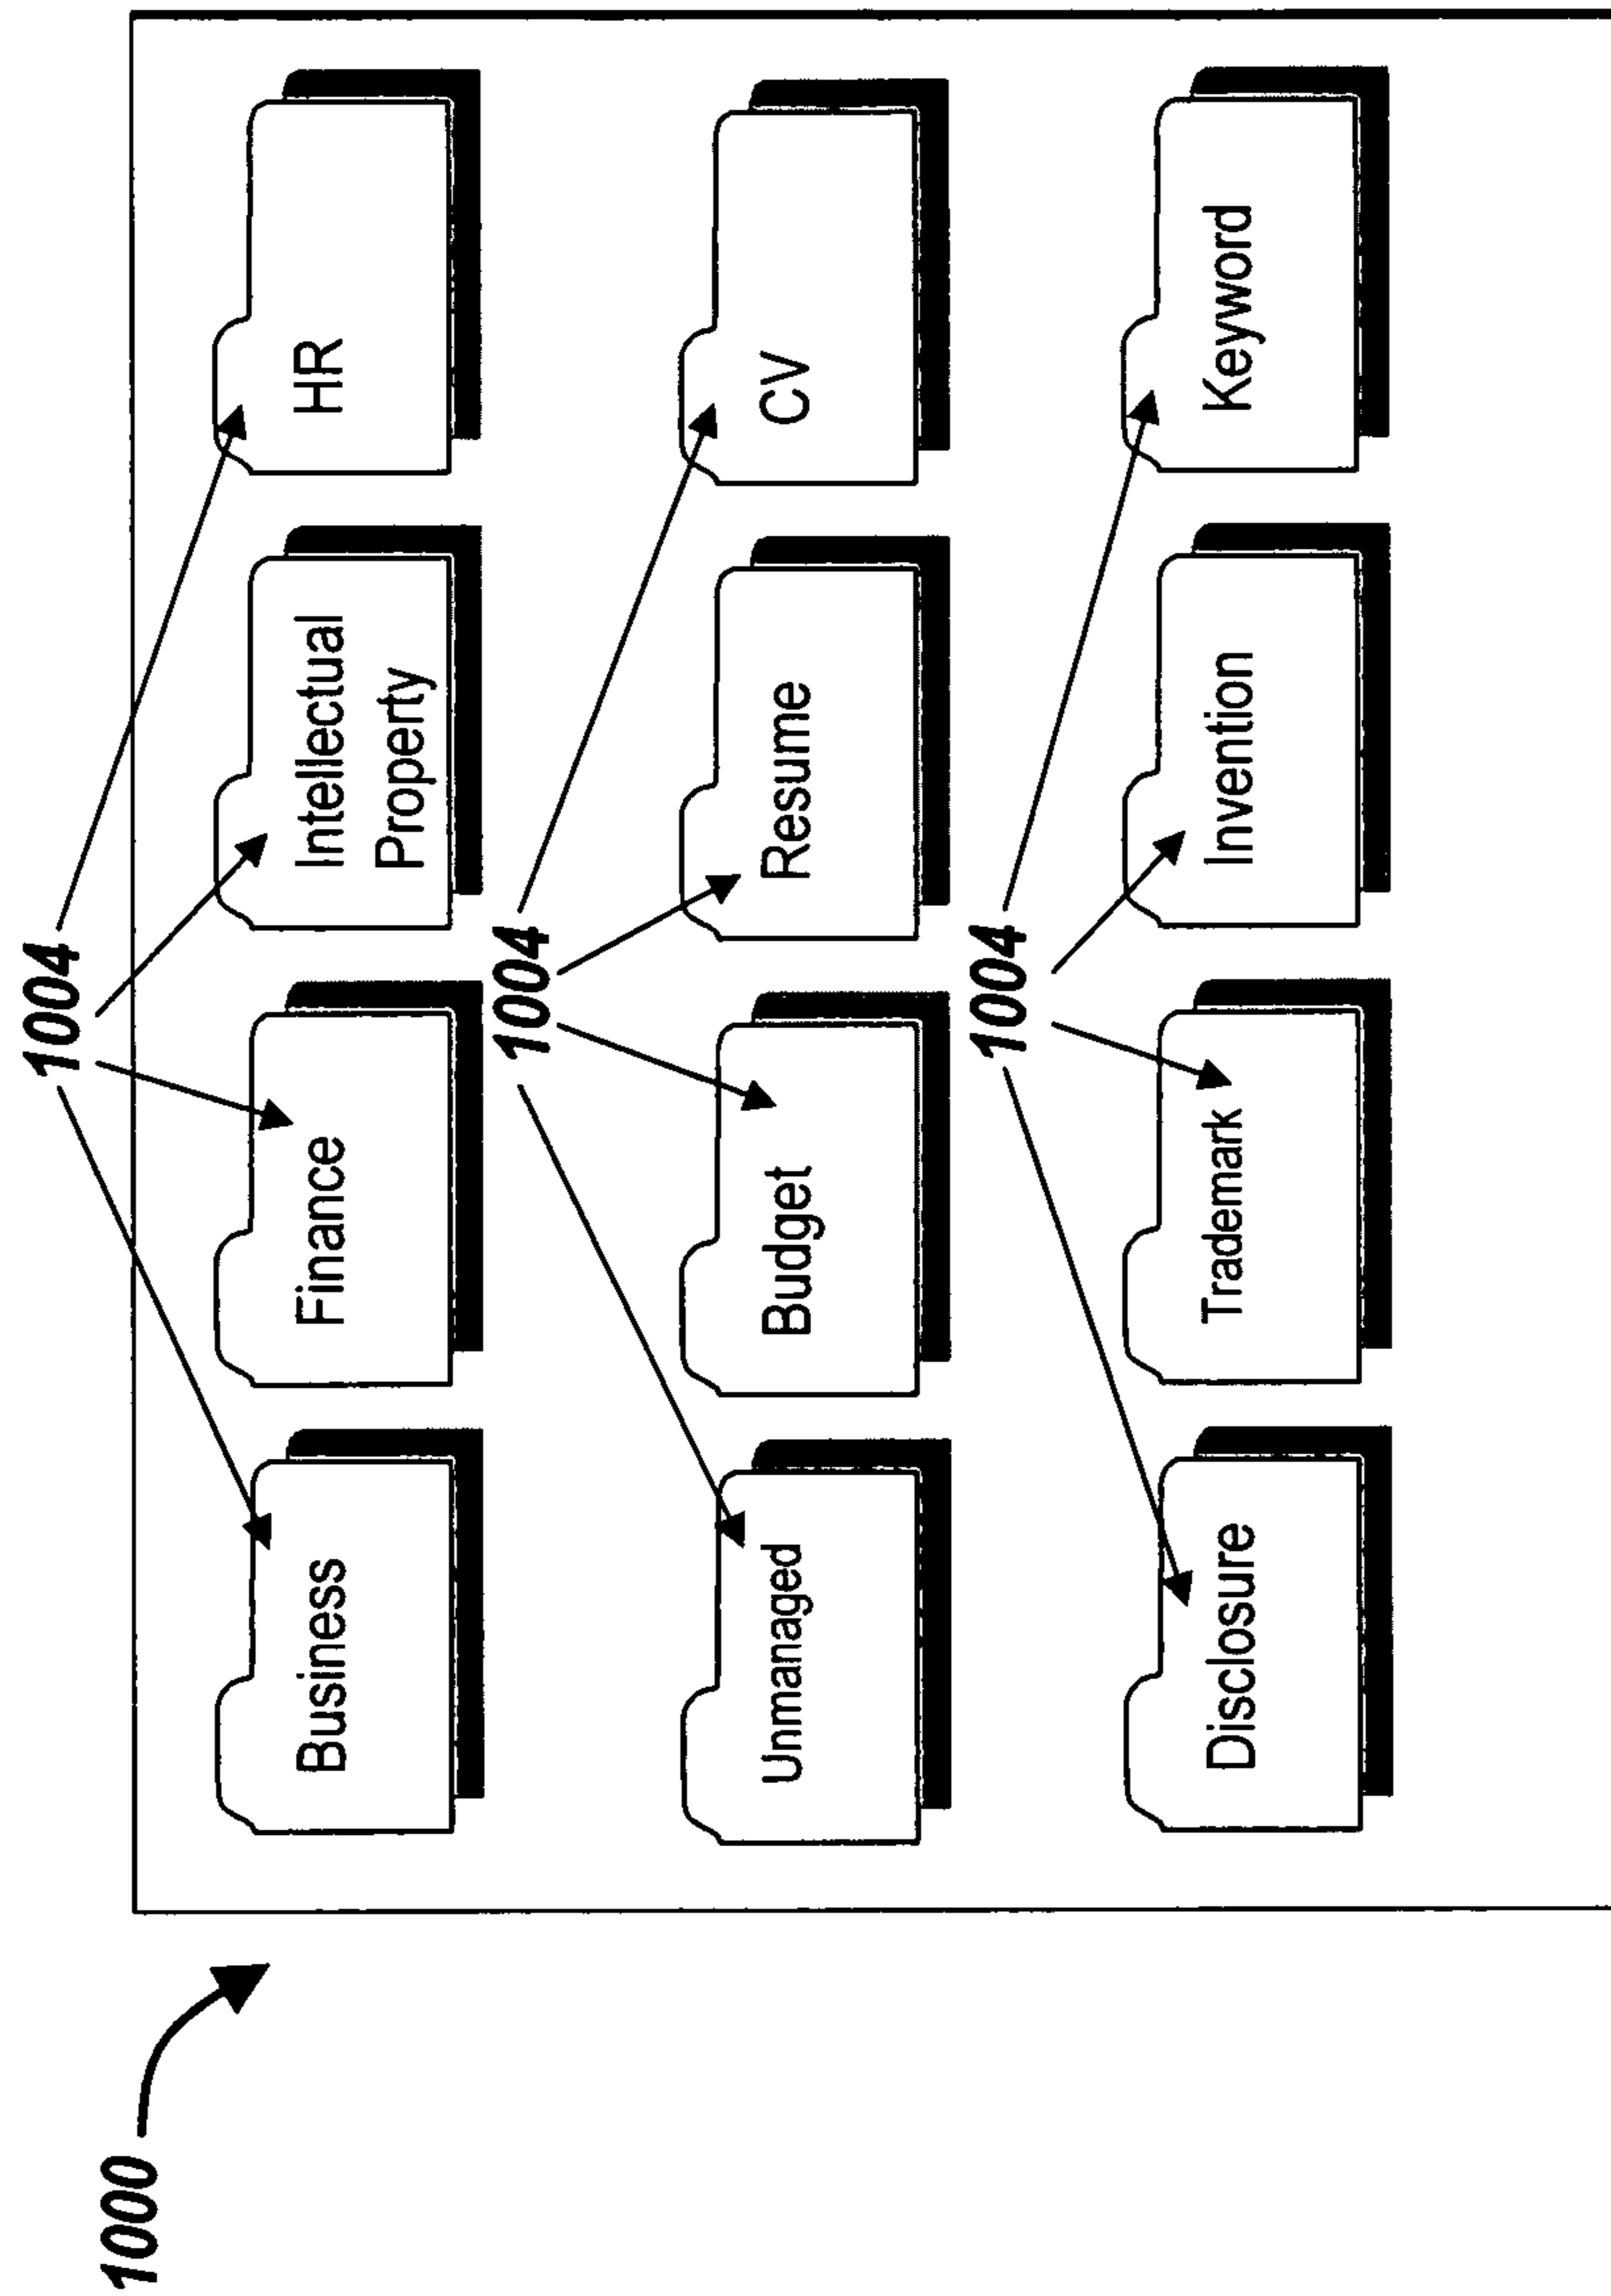 1000
1004
Business
Finance
Intellectual
Property
HR
1004
Unmanaged
Budget
Resume
CV
1004
Disclosure
Trademark
Invention
Keyword